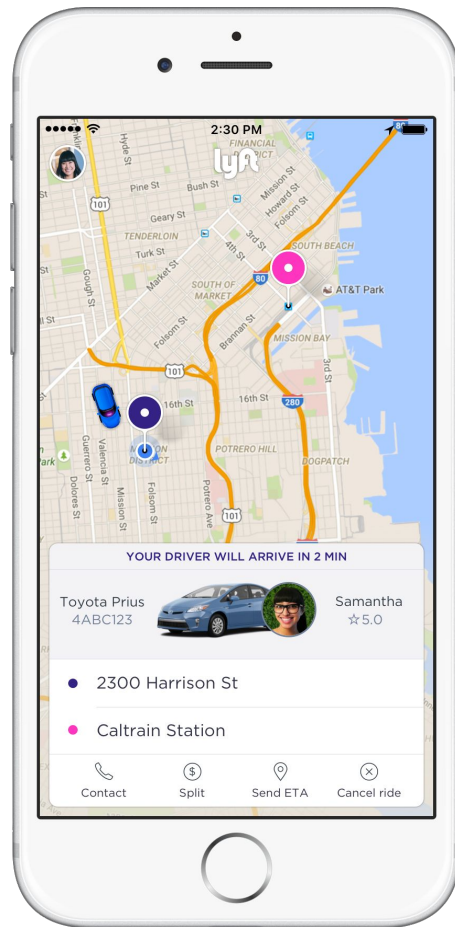 2:30 PM
80
lyft
FINANCIAL
Hyde St
Pine St
Bush St
Mission St
Howard St
Folsom St
101
Geary St
3rd St
4th St
TENDERLOIN
Turk St
SOUTH BEACH
Market St
Gough St
SOUTH OF
MARKET
80
AT&T Park
Folsom St
Brannan St
MISSION BAY
3rd St
101
16th St
16th St
280
MISSION
DISTRICT
POTRERO HILL
DOGPATCH
Dolores St
Guerrero St
Valencia St
Mission St
Folsom St
Potrero Ave
101
YOUR DRIVER WILL ARRIVE IN 2 MIN
Toyota Prius
4ABC123
Samantha
☆5.0
2300 Harrison St
Caltrain Station
Contact
Split
Send ETA
Cancel ride